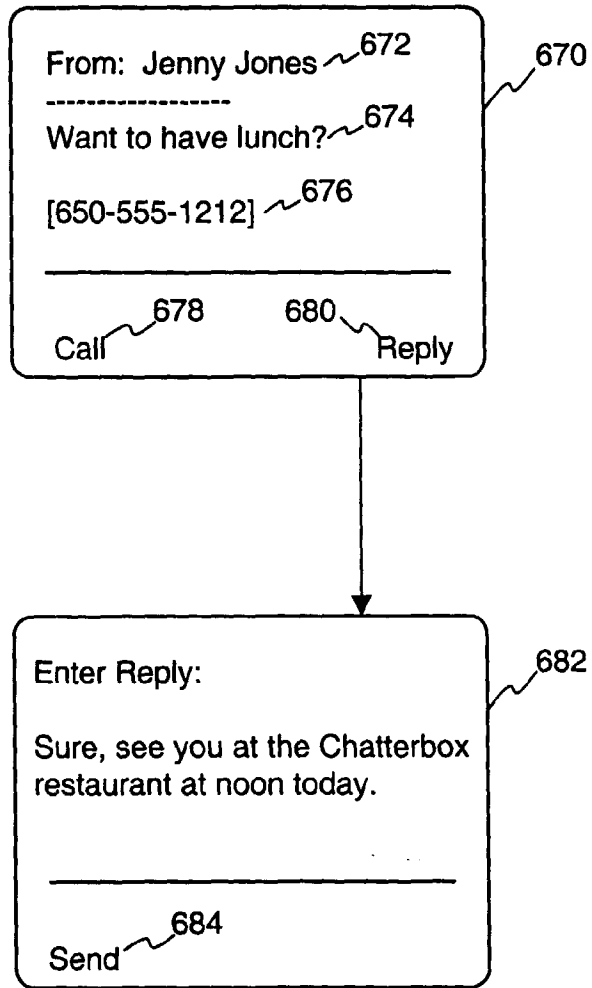 From: Jenny Jones 672
670
------------------
Want to have lunch? 674
[650-555-1212] 676
678 680
Call Reply
Enter Reply:
682
Sure, see you at the Chatterbox
restaurant at noon today.
684
Send